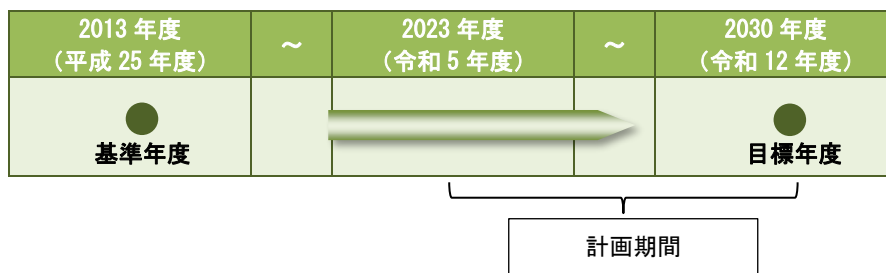 2013 年度
(平成 25 年度)
~
2023 年度
(令和 5 年度)
~
2030 年度
(令和 12 年度)
基準年度
目標年度
計画期間